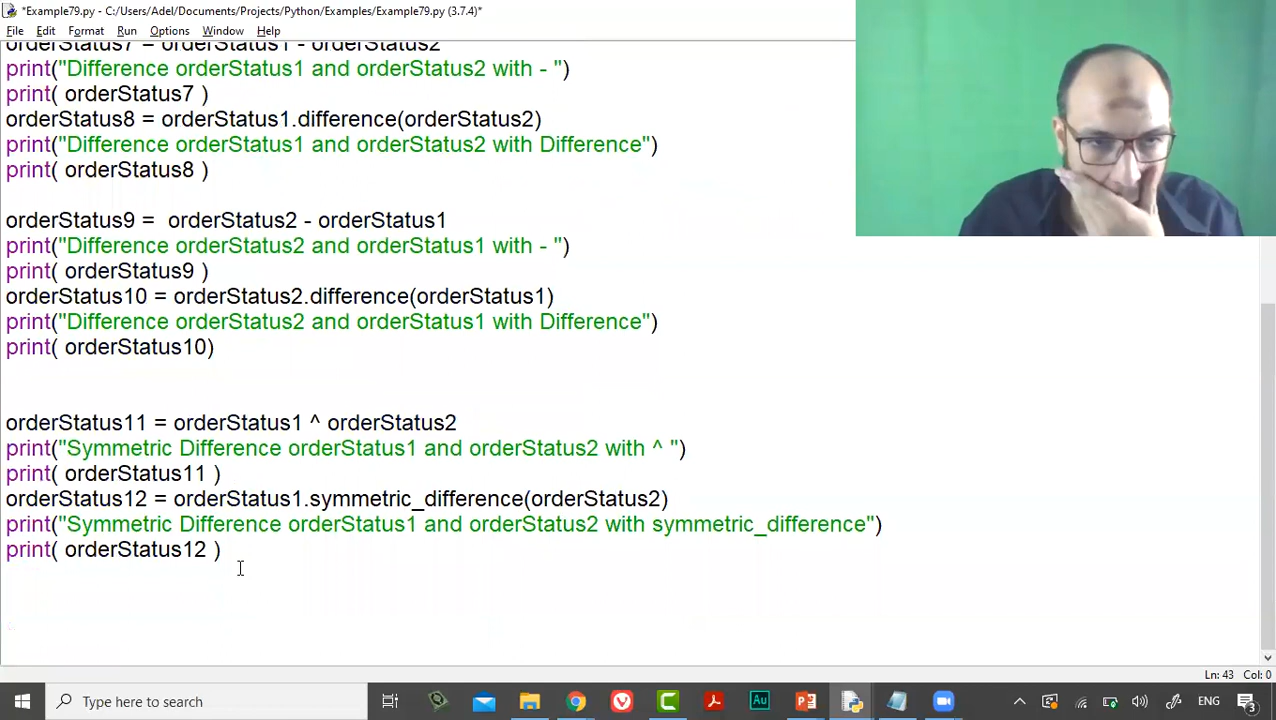 *Example79.py - C:/Users/Adel/Documents/Projects/Python/Examples/Example79.py (3.7.4)*
File Edit Format Run Options Window Help
orderStatus7 = orderStatus1 - orderStatus2
print("Difference orderStatus1 and orderStatus2 with - ")
print( orderStatus7 )
orderStatus8 = orderStatus1.difference(orderStatus2)
print("Difference orderStatus1 and orderStatus2 with Difference")
print( orderStatus8 )
orderStatus9 =  orderStatus2 - orderStatus1
print("Difference orderStatus2 and orderStatus1 with - ")
print( orderStatus9 )
orderStatus10 = orderStatus2.difference(orderStatus1)
print("Difference orderStatus2 and orderStatus1 with Difference")
print( orderStatus10)
orderStatus11 = orderStatus1 ^ orderStatus2
print("Symmetric Difference orderStatus1 and orderStatus2 with ^ ")
print( orderStatus11 )
orderStatus12 = orderStatus1.symmetric_difference(orderStatus2)
print("Symmetric Difference orderStatus1 and orderStatus2 with symmetric_difference")
print( orderStatus12 )
Ln: 43 Col: 0
Type here to search
Au
ENG
3